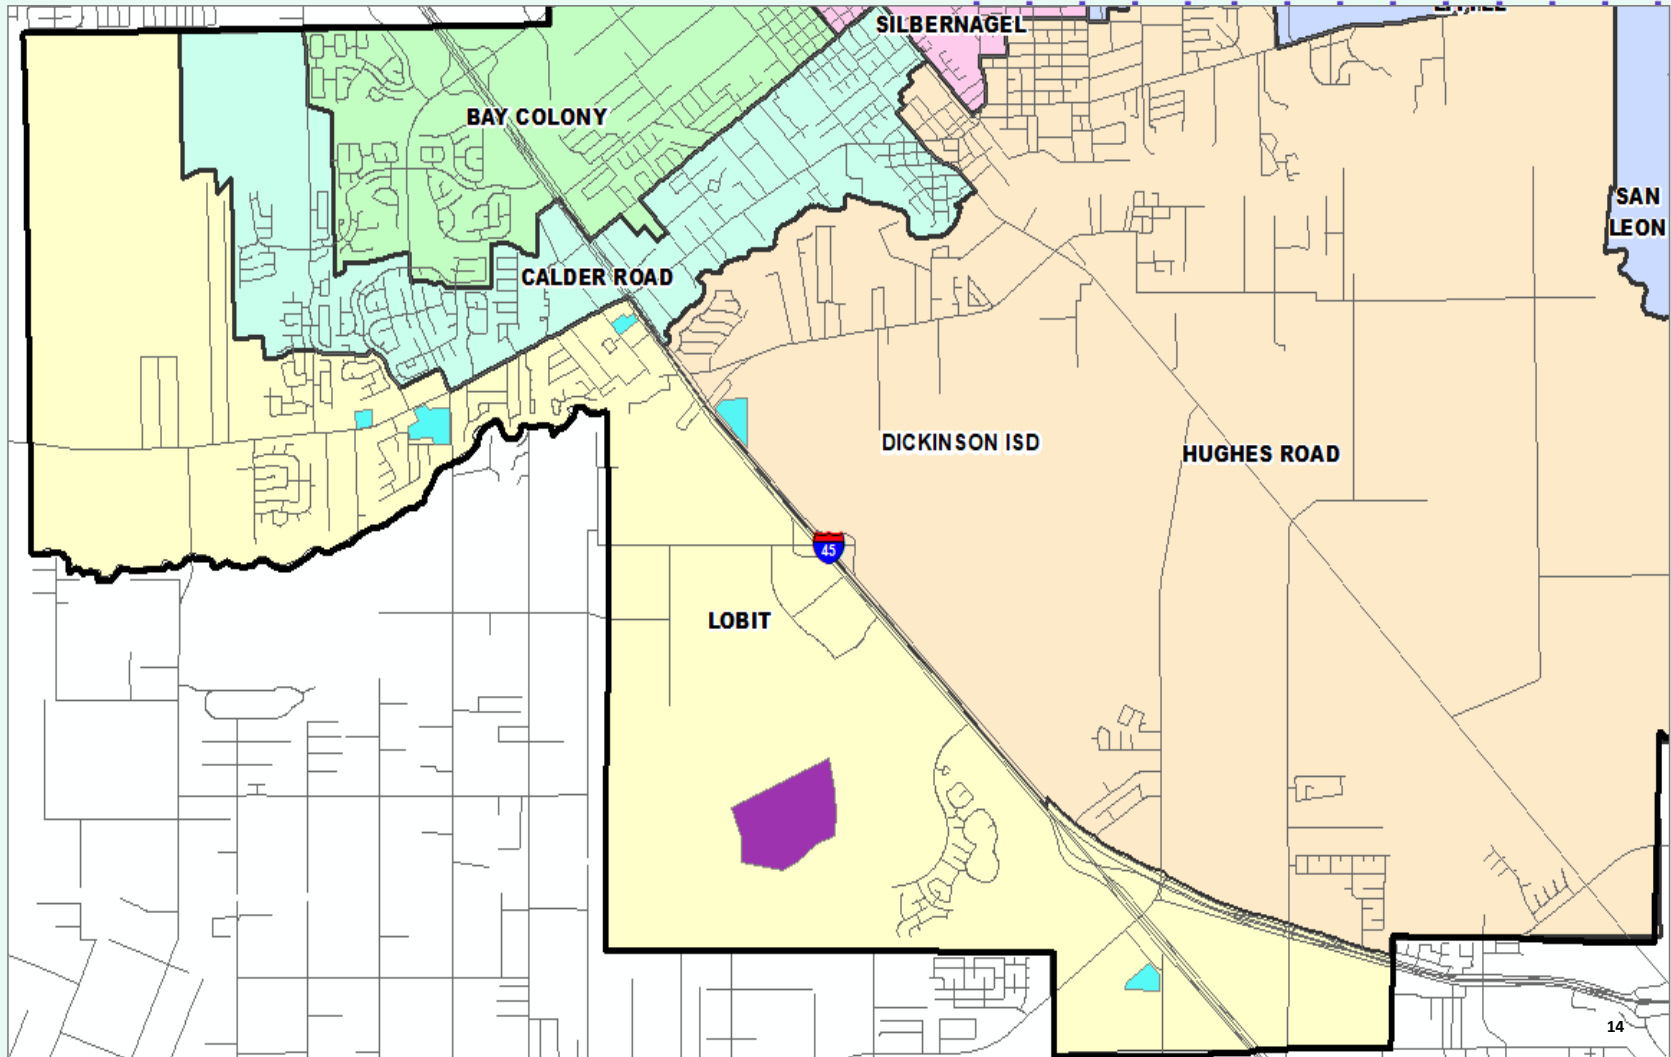 SILBERNAGEL
BAY COLONY
SAN
LEON
CALDER ROAD
DICKINSON ISD
HUGHES ROAD
45
LOBIT
14